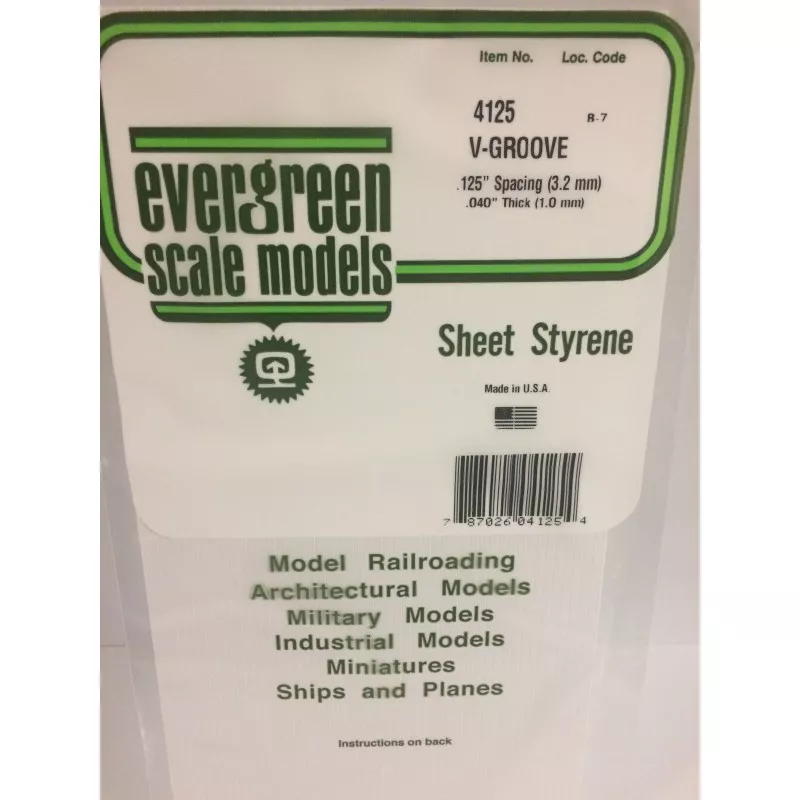 Item No. Loc. Code
4125 B-7
V-GROOVE
.125" Spacing (3.2 mm)
.040" Thick (1.0 mm)
evergreen
scale models
Sheet Styrene
Made in U.S.A.
7 87026 04125 4
Model Railroading
Architectural Models
Military Models
Industrial Models
Miniatures
Ships and Planes
Instructions on back